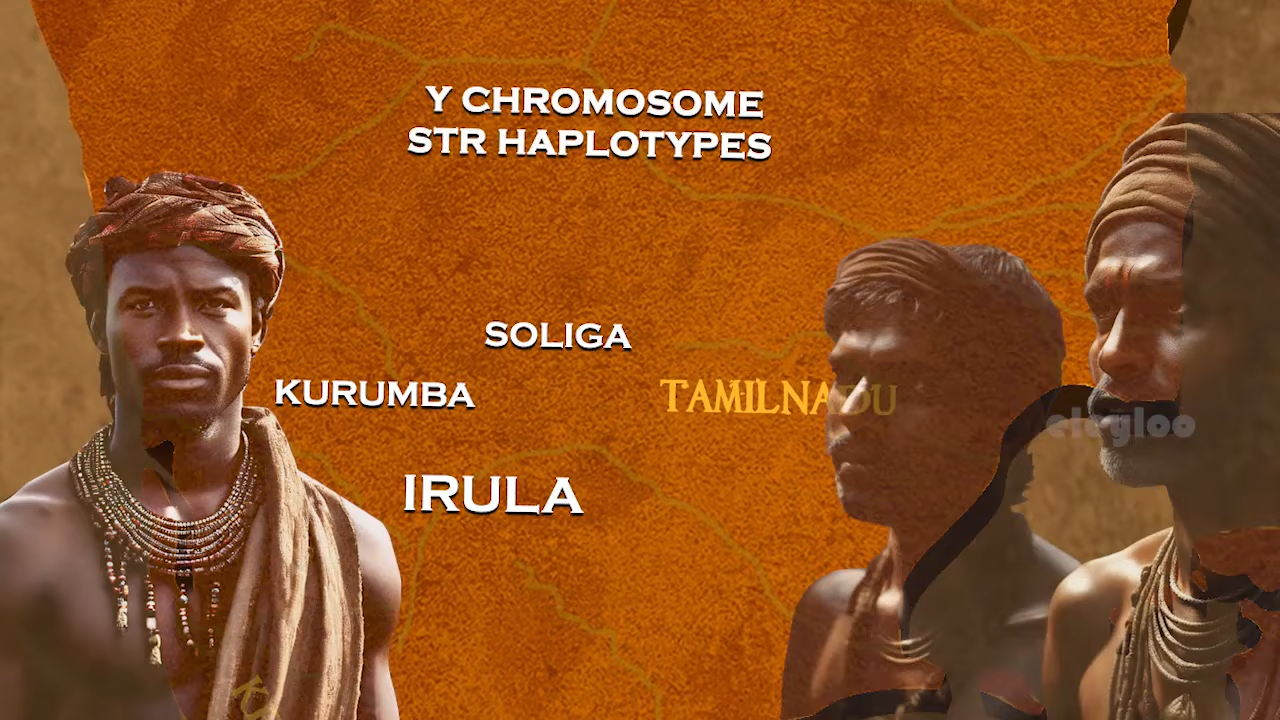 Y CHROMOSOME
STR HAPLOTYPES
SOLIGA
KURUMBA
TAMILNADU
IRULA